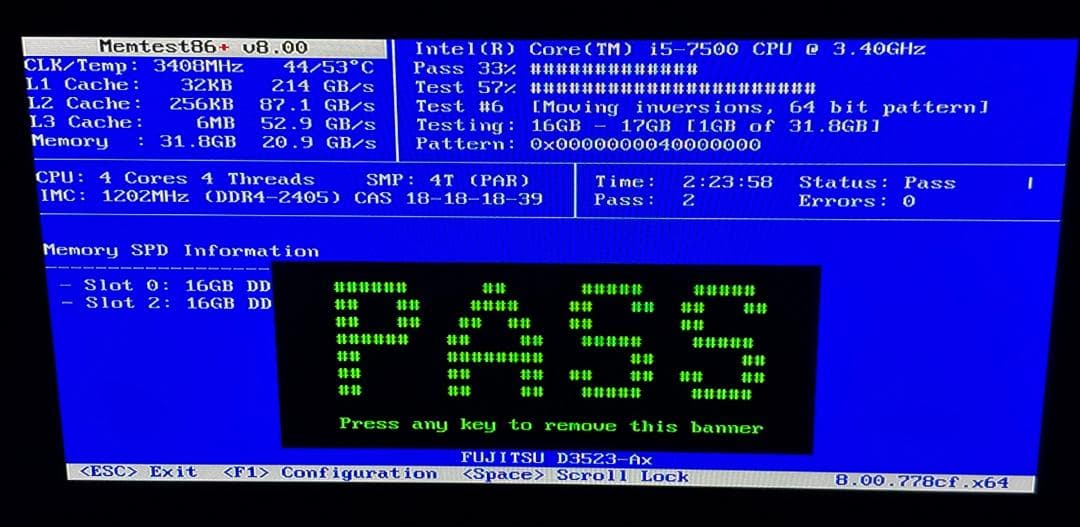 Memtest86+ v8.00
Intel(R) Core(TM) i5-7500 CPU @ 3.40GHz
CLK/Temp: 3408MHz 44/53°C
Pass 33% #############
L1 Cache: 32KB 214 GB/s
Test 57% ######################
L2 Cache: 256KB 87.1 GB/s
Test #6 [Moving inversions, 64 bit pattern]
L3 Cache: 6MB 52.9 GB/s
Testing: 16GB - 17GB [1GB of 31.8GB]
Memory : 31.8GB 20.9 GB/s
Pattern: 0x0000000040000000
CPU: 4 Cores 4 Threads SMP: 4T (PAR)
Time: 2:23:58 Status: Pass |
IMC: 1202MHz (DDR4-2405) CAS 18-18-18-39
Pass: 2 Errors: 0
Memory SPD Information
- Slot 0: 16GB DD
- Slot 2: 16GB DD
PASS
Press any key to remove this banner
FUJITSU D3523-Ax
<ESC> Exit <F1> Configuration <Space> Scroll Lock 8.00.778cf.x64